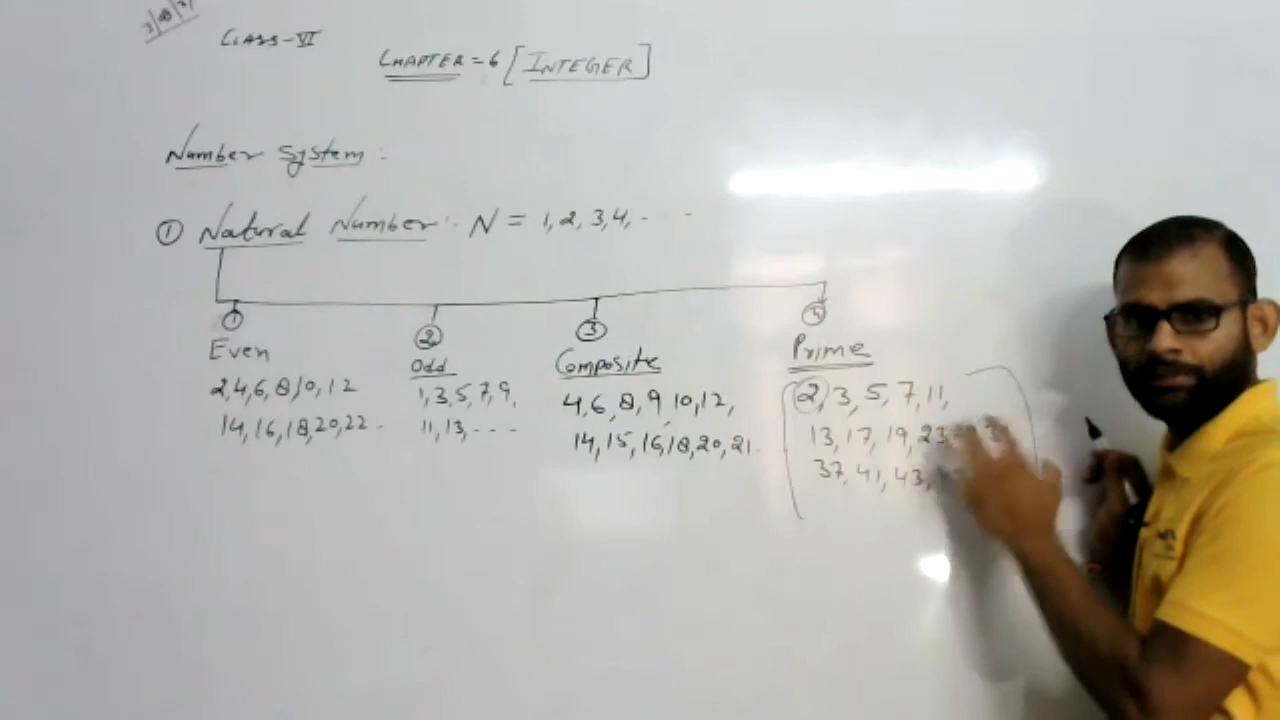 CLASS-VI
CHAPTER = 6 [INTEGER]
Number System:
① Natural Number: N = 1, 2, 3, 4, - -
① ② ③ ④
Even Odd Composite Prime
2, 4, 6, 8, 10, 12 1, 3, 5, 7, 9, 4, 6, 8, 9, 10, 12, 2, 3, 5, 7, 11,
14, 16, 18, 20, 22 . 11, 13, - - - 14, 15, 16, 18, 20, 21 . 13, 17, 19, 23,
37, 41, 43,